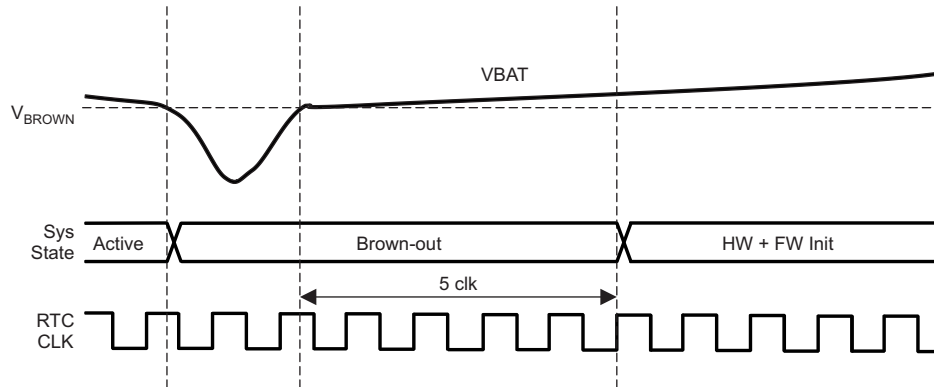 VBAT
V_BROWN
Sys
State
Active
Brown-out
HW + FW Init
5 clk
RTC
CLK